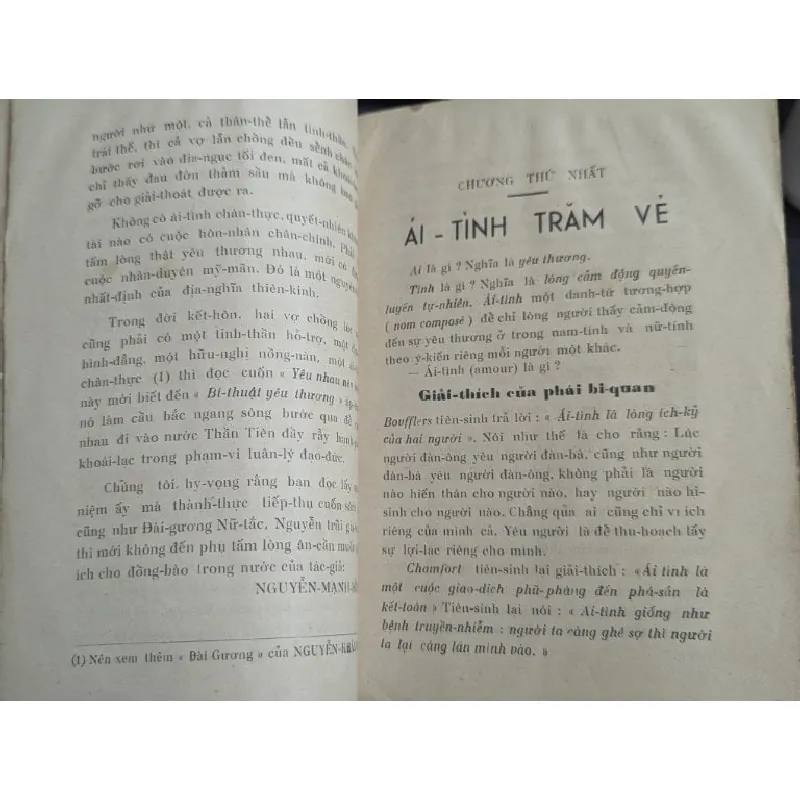 người như một, cả thân-thể lẫn tinh-thần.
trái thế, thì cả vợ lẫn chồng đều sểnh chân
bước rơi vào địa-ngục tối đen, mất cả
chỉ thấy đau đớn thảm sầu mà không
gỡ cho giải-thoát được ra.
Không có ái-tình chân-thực, quyết-nhiên
tài nào có cuộc hôn-nhân chân-chính. Phải
tấm lòng thật yêu thương nhau, mới có
cuộc nhân-duyên mỹ-mãn. Đó là một
nhất-định của địa-nghĩa thiên-kinh.
Trong đời kết-hôn, hai vợ chồng
cũng phải có một tinh-thần hỗ-trợ, một
bình-đẳng, một hữu-nghị nồng-nàn, một
chân-thực (1) thì đọc cuốn « Yêu nhau
này mới biết đến « Bí-thuật yêu thương »
nó làm cầu bắc ngang sông bước qua
nhau đi vào nước Thần Tiên đầy rẫy
khoái-lạc trong phạm-vi luân-lý đạo-đức.
Chúng tôi hy-vọng rằng bạn đọc lấy
niệm ấy mà thành-thực tiếp-thu cuốn
cũng như Đài-gương Nữ-tắc, Nguyễn trãi
thì mới không đến phụ tấm lòng ân-cần
ích cho đồng-bào trong nước của tác-giả:
NGUYỄN-MẠNH-
(1) Nên xem thêm « Đài Gương » của NGUYỄN-
CHƯƠNG THỨ NHẤT
ÁI - TÌNH TRĂM VẺ
Ái là gì ? Nghĩa là yêu thương.
Tình là gì ? Nghĩa là lòng cảm động quyến-
luyến tự-nhiên. Ái-tình một danh-từ tương-hợp
( nom composé ) để chỉ lòng người thấy cảm-động
đến sự yêu thương ở trong nam-tính và nữ-tính
theo ý-kiến riêng mỗi người một khác.
— Ái-tình (amour) là gì ?
Giải-thích của phái bi-quan
Boufflers tiên-sinh trả lời : « Ái-tình là lòng ích-kỷ
của hai người ». Nói như thế là cho rằng : Lúc
người đàn-ông yêu người đàn-bà, cũng như người
đàn-bà yêu người đàn-ông, không phải là người
nào hiến thân cho người nào, hay người nào hi-
sinh cho người nào. Chẳng qua ai cũng chỉ vì ích
riêng của mình cả. Yêu người là để thu-hoạch lấy
sự lợi-lạc riêng cho mình.
Chamfort tiên-sinh lại giải-thích : « Ái tình là
một cuộc giao-dịch phũ-phàng đến phá-sản là
kết-toán » Tiên-sinh lại nói : « Ái-tình giống như
bệnh truyền-nhiễm : người ta càng ghê sợ thì người
ta lại càng lăn mình vào. »